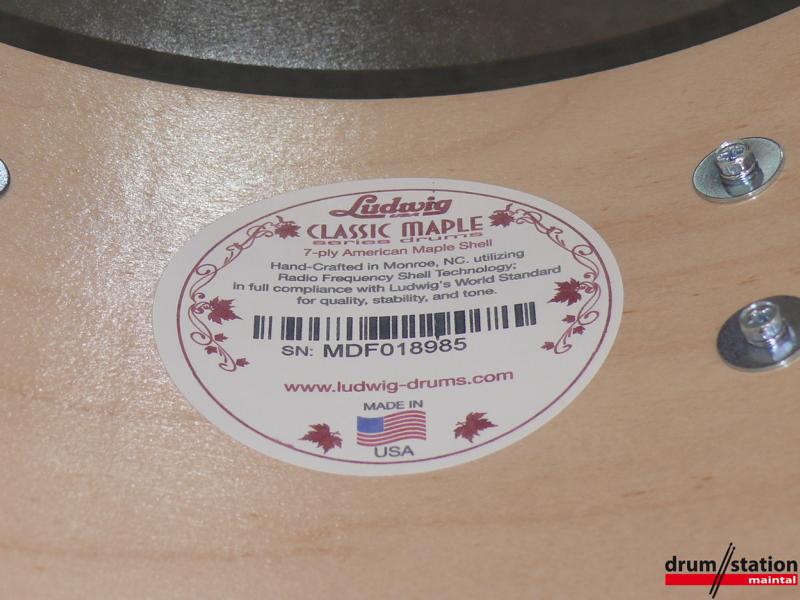 Ludwig
USA
CLASSIC MAPLE
series drums
7-ply American Maple Shell
Hand-Crafted in Monroe, NC. utilizing
Radio Frequency Shell Technology;
in full compliance with Ludwig's World Standard
for quality, stability, and tone.
SN: MDF018985
www.ludwig-drums.com
MADE IN
USA
drum//station
maintal